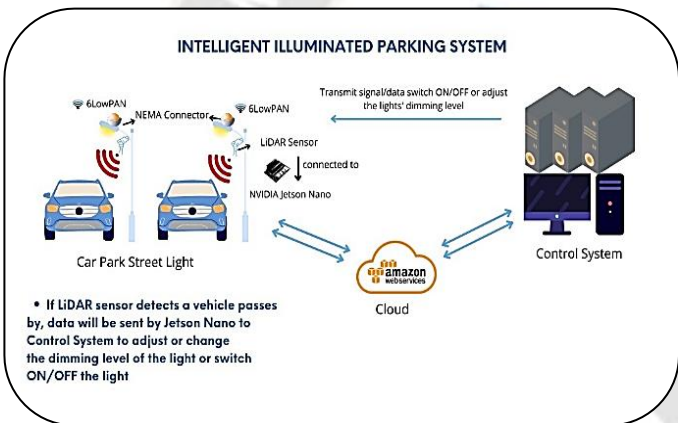 INTELLIGENT ILLUMINATED PARKING SYSTEM
6LowPAN
NEMA Connector
6LowPAN
Transmit signal/data switch ON/OFF or adjust
the lights' dimming level
LiDAR Sensor
connected to
NVIDIA Jetson Nano
Car Park Street Light
amazon
webservices
Cloud
Control System
• If LiDAR sensor detects a vehicle passes
by, data will be sent by Jetson Nano to
Control System to adjust or change
the dimming level of the light or switch
ON/OFF the light